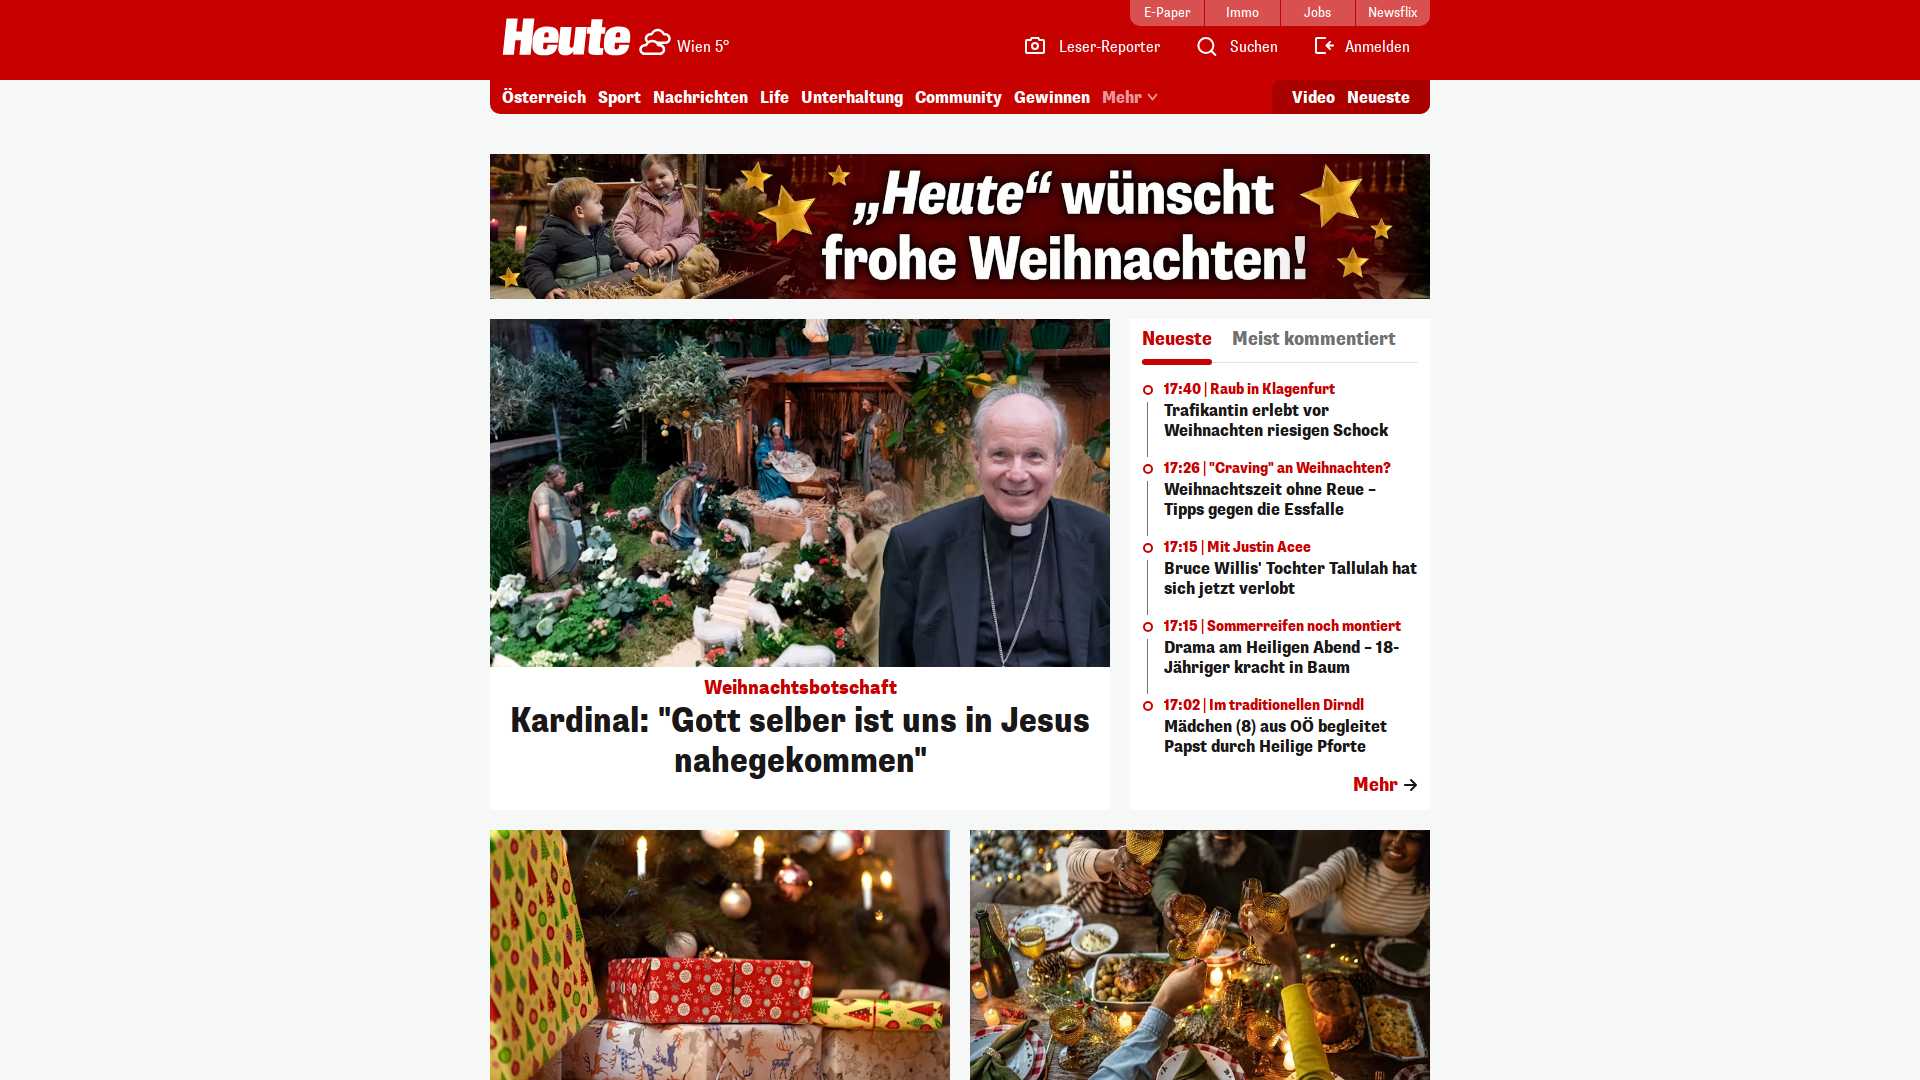 E-Paper
Immo
Jobs
Newsflix
Heute
Wien 5°
Leser-Reporter
Suchen
Anmelden
Österreich
Sport
Nachrichten
Life
Unterhaltung
Community
Gewinnen
Mehr
Video
Neueste
„Heute“ wünscht
frohe Weihnachten!
Weihnachtsbotschaft
Kardinal: "Gott selber ist uns in Jesus
nahegekommen"
Neueste
Meist kommentiert
17:40 | Raub in Klagenfurt
Trafikantin erlebt vor
Weihnachten riesigen Schock
17:26 | "Craving" an Weihnachten?
Weihnachtszeit ohne Reue –
Tipps gegen die Essfalle
17:15 | Mit Justin Acee
Bruce Willis' Tochter Tallulah hat
sich jetzt verlobt
17:15 | Sommerreifen noch montiert
Drama am Heiligen Abend – 18-
Jähriger kracht in Baum
17:02 | Im traditionellen Dirndl
Mädchen (8) aus OÖ begleitet
Papst durch Heilige Pforte
Mehr